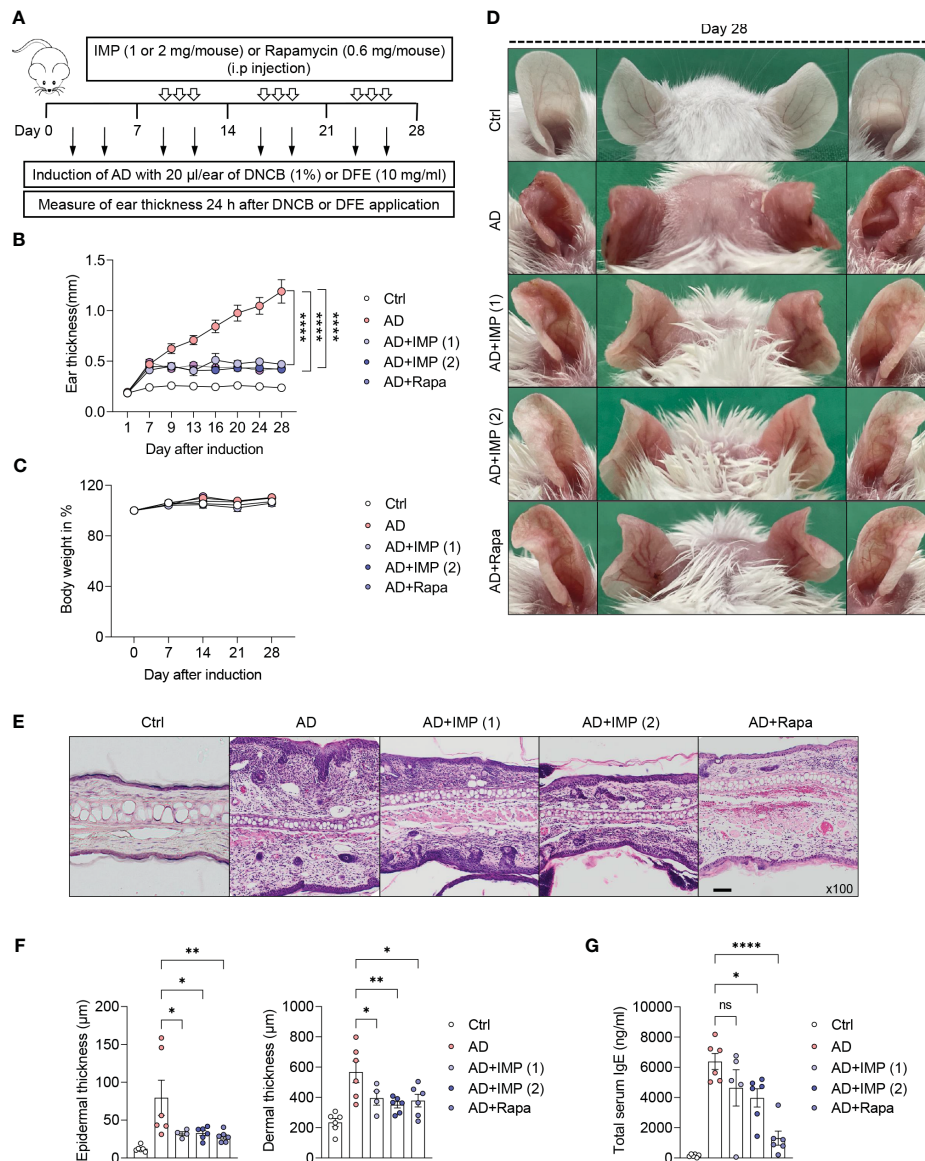 A
IMP (1 or 2 mg/mouse) or Rapamycin (0.6 mg/mouse)
(i.p injection)
Day 0 7 14 21 28
Induction of AD with 20 µl/ear of DNCB (1%) or DFE (10 mg/ml)
Measure of ear thickness 24 h after DNCB or DFE application
B
Ear thickness(mm)
1.5
1.0
0.5
0.0
1 7 9 13 16 20 24 28
Day after induction
**** **** ****
Ctrl
AD
AD+IMP (1)
AD+IMP (2)
AD+Rapa
C
Body weight in %
120
80
40
0
0 7 14 21 28
Day after induction
Ctrl
AD
AD+IMP (1)
AD+IMP (2)
AD+Rapa
D
Day 28
Ctrl
AD
AD+IMP (1)
AD+IMP (2)
AD+Rapa
E
Ctrl AD AD+IMP (1) AD+IMP (2) AD+Rapa
x100
F
Epidermal thickness (µm)
200
150
100
50
0
**
*
*
Dermal thickness (µm)
1000
800
600
400
200
0
*
**
*
Ctrl
AD
AD+IMP (1)
AD+IMP (2)
AD+Rapa
G
Total serum IgE (ng/ml)
10000
8000
6000
4000
2000
0
****
*
ns
Ctrl
AD
AD+IMP (1)
AD+IMP (2)
AD+Rapa